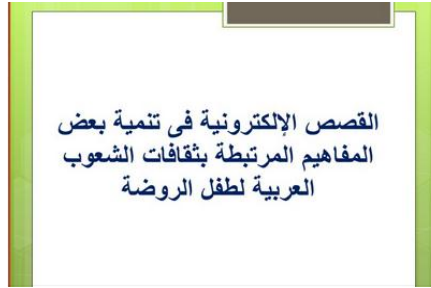 القصص الإلكترونية فى تنمية بعض
المفاهيم المرتبطة بثقافات الشعوب
العربية لطفل الروضة